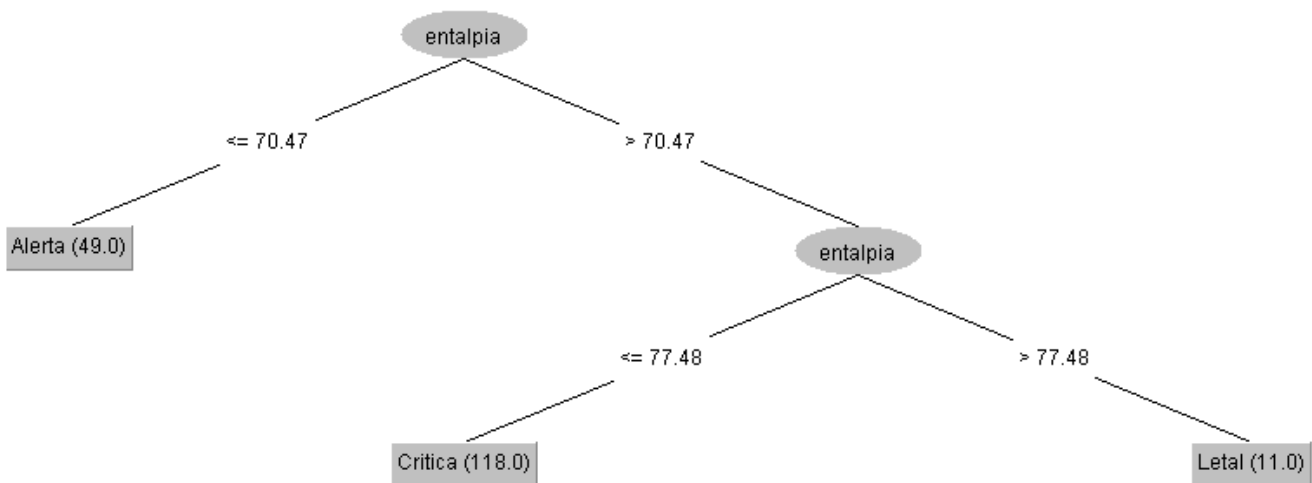 entalpia
<= 70.47
> 70.47
Alerta (49.0)
entalpia
<= 77.48
> 77.48
Critica (118.0)
Letal (11.0)